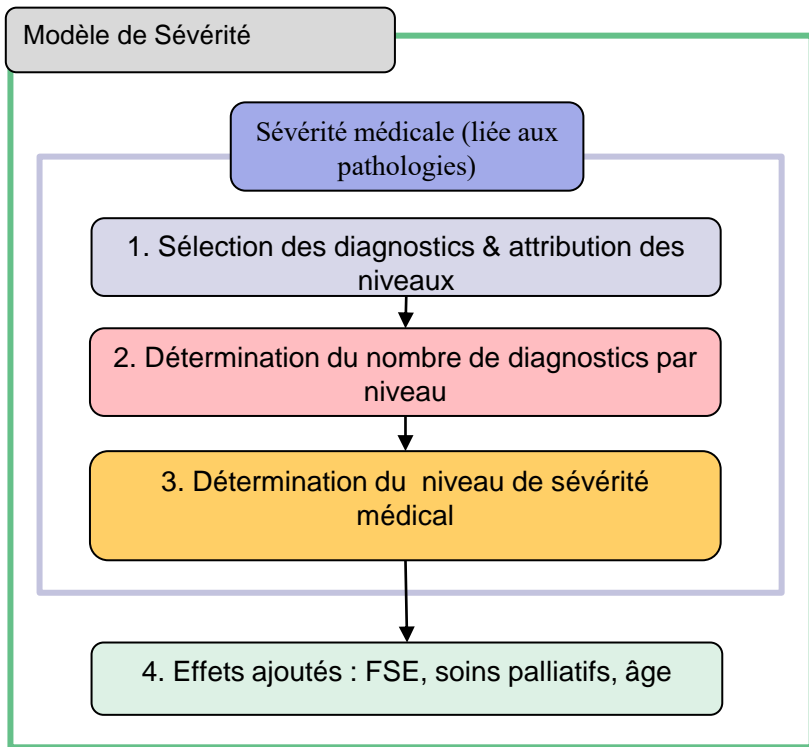 Modèle de Sévérité
Sévérité médicale (liée aux
pathologies)
1. Sélection des diagnostics & attribution des
niveaux
2. Détermination du nombre de diagnostics par
niveau
3. Détermination du niveau de sévérité
médical
4. Effets ajoutés : FSE, soins palliatifs, âge